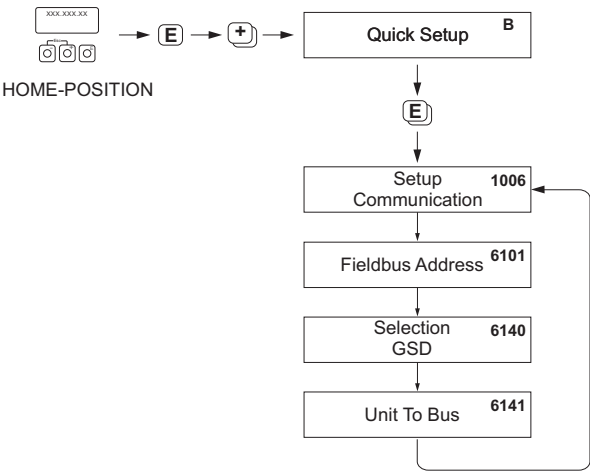 xxx.xxx.xx
Esc
E
+
Quick Setup
B
HOME-POSITION
E
Setup
Communication
1006
Fieldbus Address
6101
Selection
GSD
6140
Unit To Bus
6141